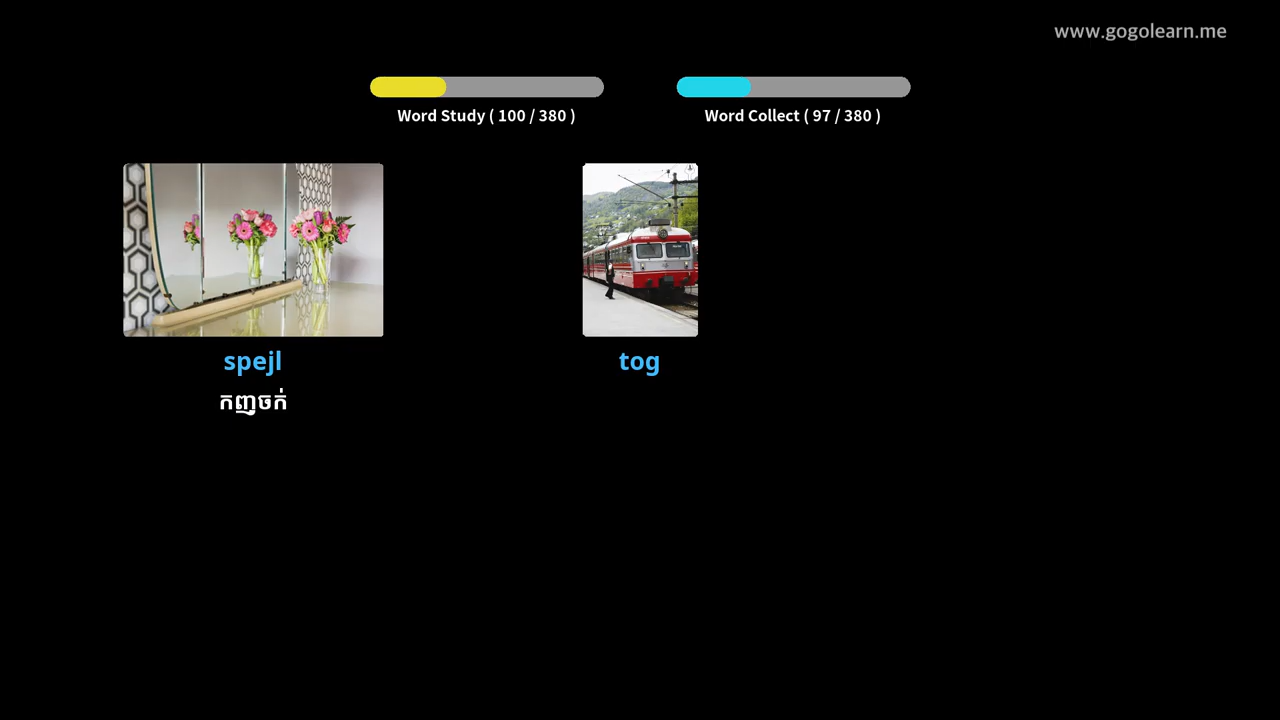 www.gogolearn.me
Word Study ( 100 / 380 )
Word Collect ( 97 / 380 )
spejl
tog
កញ្ចក់